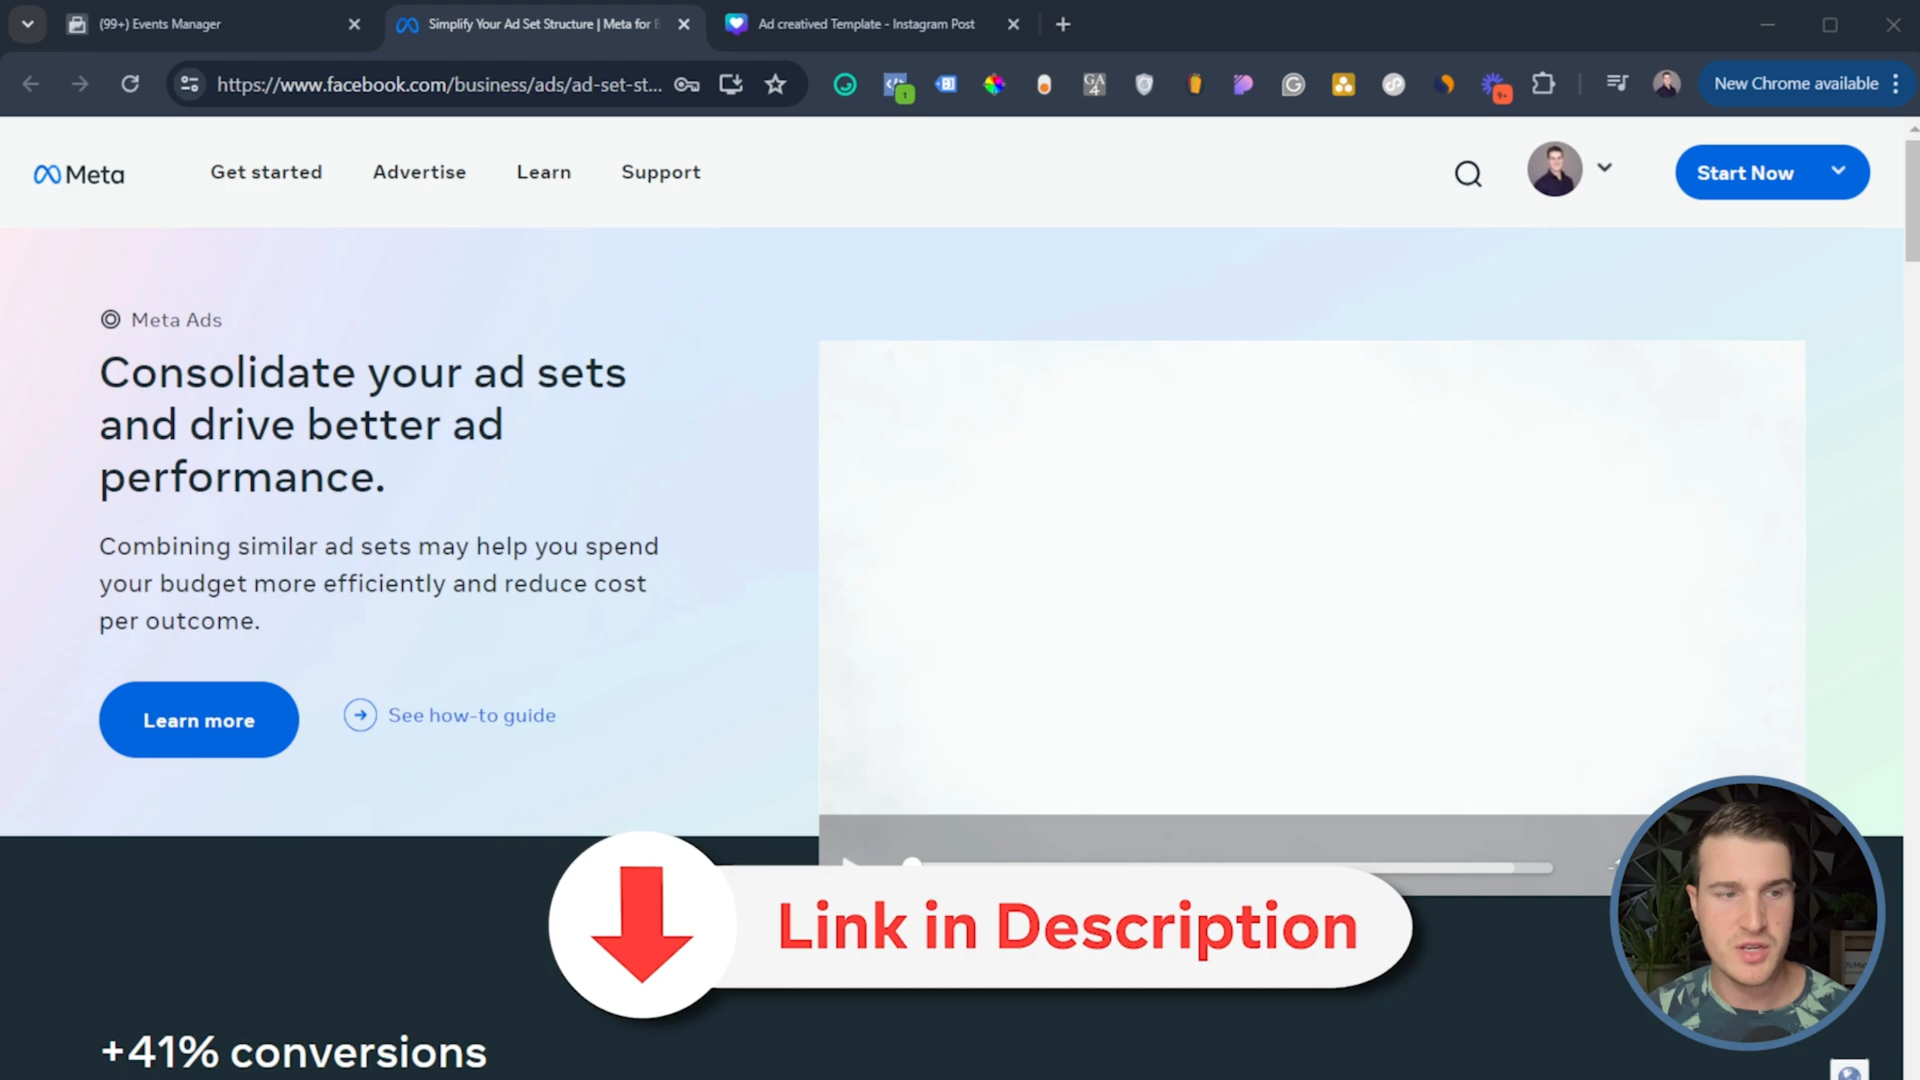 (99+) Events Manager
Simplify Your Ad Set Structure | Meta for B
Ad creatived Template - Instagram Post
https://www.facebook.com/business/ads/ad-set-st...
New Chrome available
Meta
Get started
Advertise
Learn
Support
Start Now
Meta Ads
Consolidate your ad sets
and drive better ad
performance.
Combining similar ad sets may help you spend
your budget more efficiently and reduce cost
per outcome.
Learn more
See how-to guide
Link in Description
+41% conversions